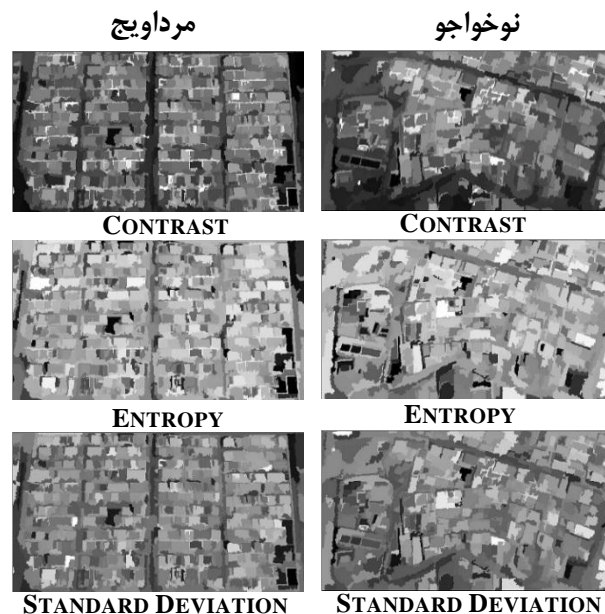 مرداویج نوخواجو
CONTRAST CONTRAST
ENTROPY ENTROPY
STANDARD DEVIATION STANDARD DEVIATION